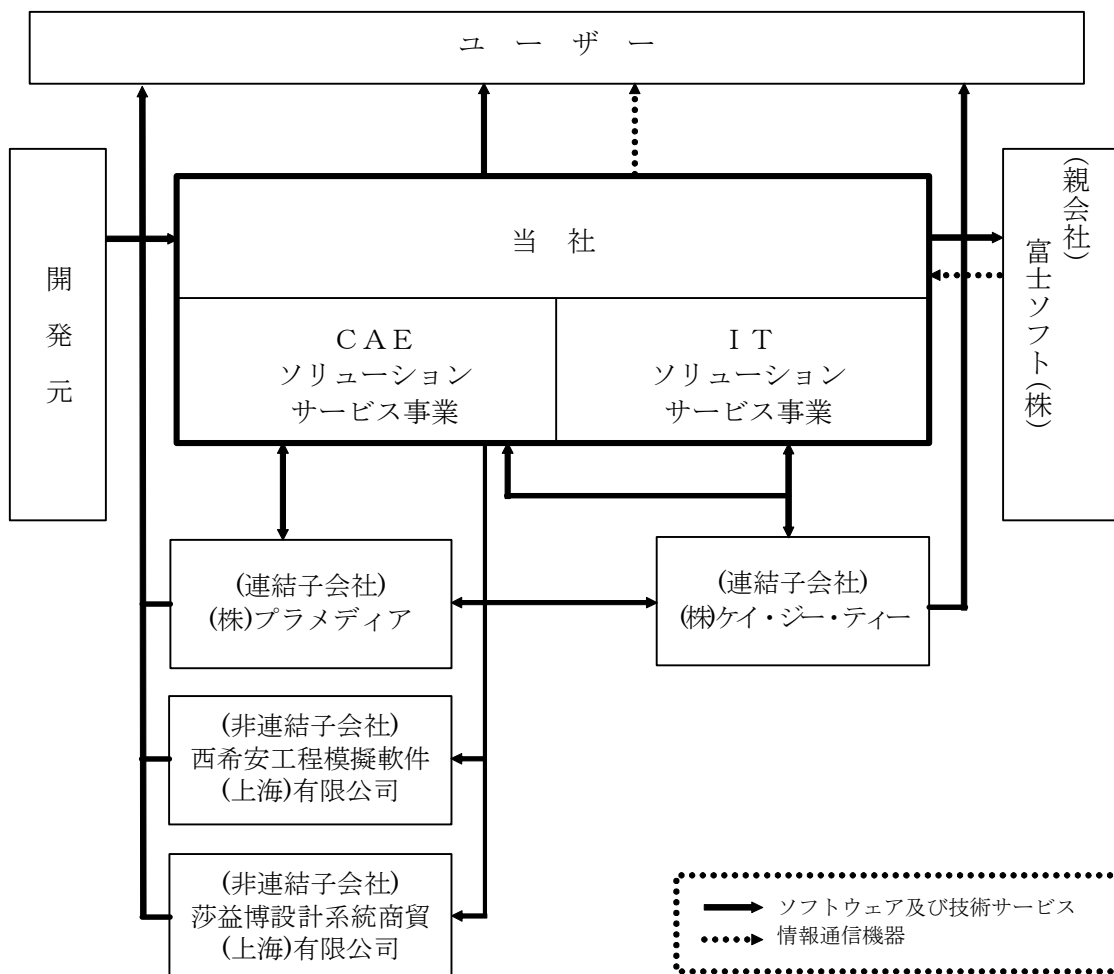 ユ ー ザ ー
開発元
当 社
ＣＡＥ
ソリューション
サービス事業
ＩＴ
ソリューション
サービス事業
(親会社)
富士ソフト(株)
(連結子会社)
(株)プラメディア
(連結子会社)
(株)ケイ・ジー・ティー
(非連結子会社)
西希安工程模擬軟件
(上海)有限公司
(非連結子会社)
莎益博設計系統商貿
(上海)有限公司
ソフトウェア及び技術サービス
情報通信機器